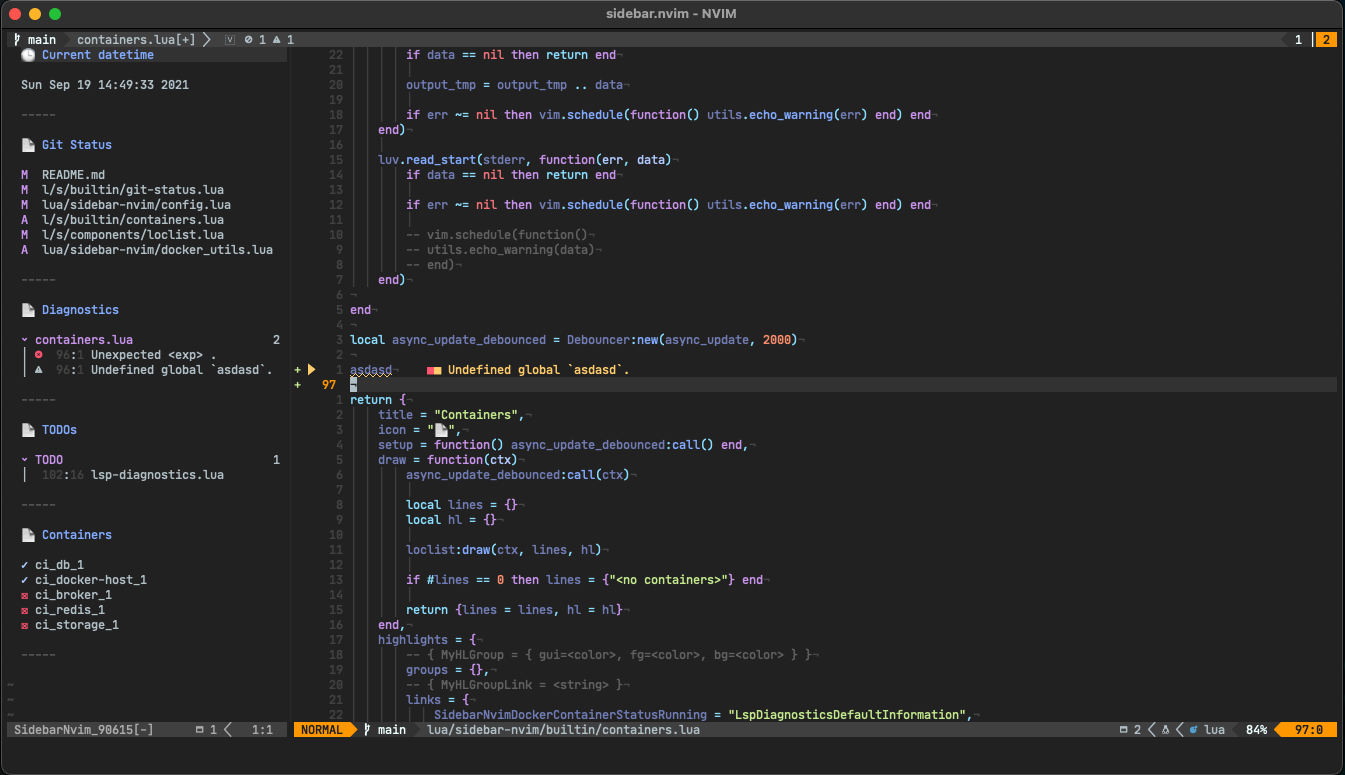 sidebar.nvim - NVIM
main containers.lua[+] 1 1 1 2
Current datetime
Sun Sep 19 14:49:33 2021
-----
Git Status
M README.md
M l/s/builtin/git-status.lua
M lua/sidebar-nvim/config.lua
A l/s/builtin/containers.lua
M l/s/components/loclist.lua
A lua/sidebar-nvim/docker_utils.lua
-----
Diagnostics
containers.lua 2
96:1 Unexpected <exp> .
96:1 Undefined global `asdasd`.
-----
TODOs
TODO 1
102:16 lsp-diagnostics.lua
-----
Containers
✓ ci_db_1
✓ ci_docker-host_1
ci_broker_1
ci_redis_1
ci_storage_1
-----
~
~
~
SidebarNvim_90615[-] 1 1:1
22 if data == nil then return end¬
21
20 output_tmp = output_tmp .. data¬
19
18 if err ~= nil then vim.schedule(function() utils.echo_warning(err) end) end¬
17 end)¬
16
15 luv.read_start(stderr, function(err, data)¬
14 if data == nil then return end¬
13
12 if err ~= nil then vim.schedule(function() utils.echo_warning(err) end) end¬
11
10 -- vim.schedule(function()¬
9 -- utils.echo_warning(data)¬
8 -- end)¬
7 end)¬
6 ¬
5 end¬
4 ¬
3 local async_update_debounced = Debouncer:new(async_update, 2000)¬
2 ¬
+ 1 asdasd¬ Undefined global `asdasd`.
+ 97 ¬
1 return {¬
2 title = "Containers",¬
3 icon = "📄",¬
4 setup = function() async_update_debounced:call() end,¬
5 draw = function(ctx)¬
6 async_update_debounced:call(ctx)¬
7
8 local lines = {}¬
9 local hl = {}¬
10
11 loclist:draw(ctx, lines, hl)¬
12
13 if #lines == 0 then lines = {"<no containers>"} end¬
14
15 return {lines = lines, hl = hl}¬
16 end,¬
17 highlights = {¬
18 -- { MyHLGroup = { gui=<color>, fg=<color>, bg=<color> } }¬
19 groups = {},¬
20 -- { MyHLGroupLink = <string> }¬
21 links = {¬
22 SidebarNvimDockerContainerStatusRunning = "LspDiagnosticsDefaultInformation",¬
NORMAL main lua/sidebar-nvim/builtin/containers.lua 2 lua 84% 97:0